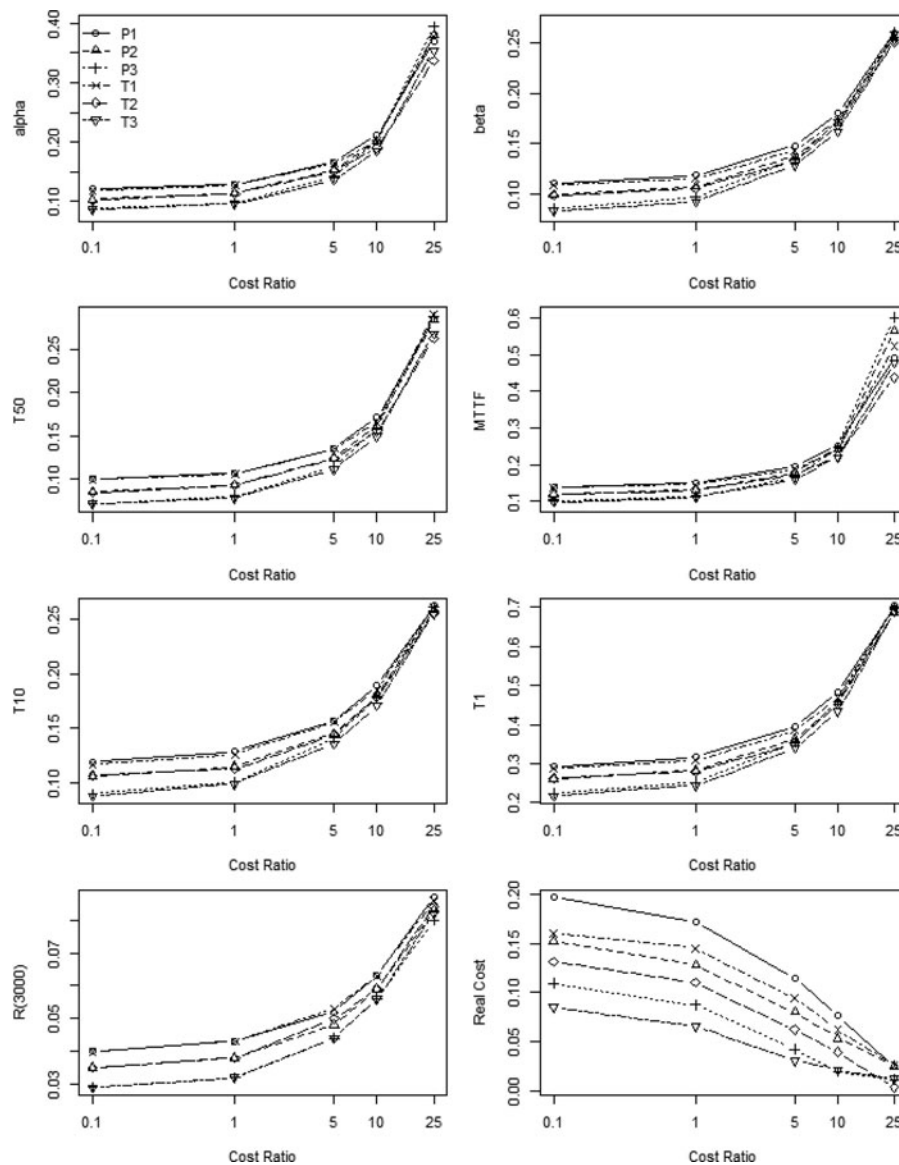 alpha
0.10
0.20
0.30
0.40
P1
P2
P3
T1
T2
T3
0.1 1 5 10 25
Cost Ratio
beta
0.10
0.15
0.20
0.25
0.1 1 5 10 25
Cost Ratio
T50
0.10
0.15
0.20
0.25
0.1 1 5 10 25
Cost Ratio
MTTF
0.1
0.2
0.3
0.4
0.5
0.6
0.1 1 5 10 25
Cost Ratio
T10
0.10
0.15
0.20
0.25
0.1 1 5 10 25
Cost Ratio
T1
0.2
0.3
0.4
0.5
0.6
0.7
0.1 1 5 10 25
Cost Ratio
R(3000)
0.03
0.05
0.07
0.1 1 5 10 25
Cost Ratio
Real Cost
0.00
0.05
0.10
0.15
0.20
0.1 1 5 10 25
Cost Ratio